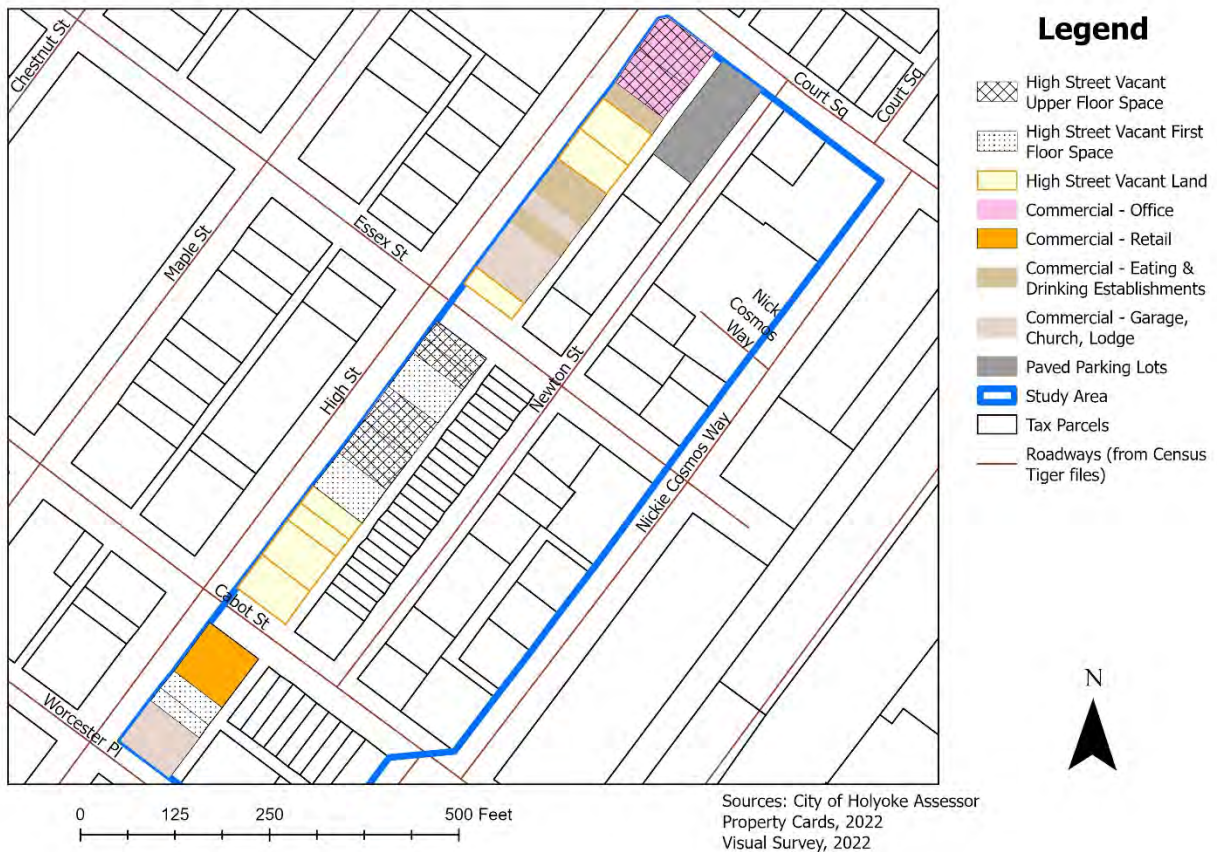 Chestnut St
Court Sq
Court Sq
Maple St
Essex St
High St
Newton St
Nick
Cosmos
Way
Nickie Cosmos Way
Cabot St
Worcester Pl
Legend
High Street Vacant
Upper Floor Space
High Street Vacant First
Floor Space
High Street Vacant Land
Commercial - Office
Commercial - Retail
Commercial - Eating &
Drinking Establishments
Commercial - Garage,
Church, Lodge
Paved Parking Lots
Study Area
Tax Parcels
Roadways (from Census
Tiger files)
N
0 125 250 500 Feet
Sources: City of Holyoke Assessor
Property Cards, 2022
Visual Survey, 2022